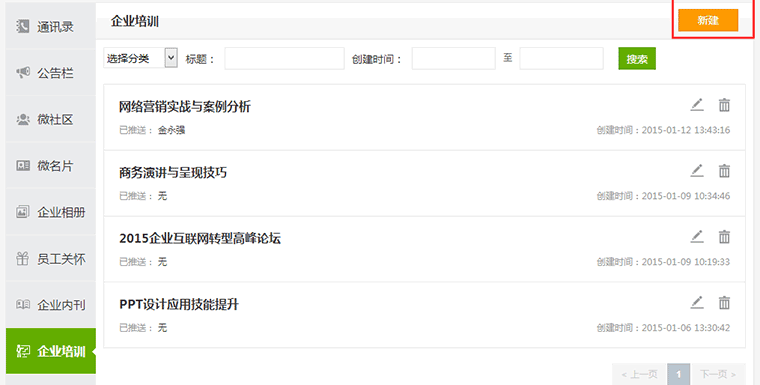 通讯录
公告栏
微社区
微名片
企业相册
员工关怀
企业内刊
企业培训
企业培训 新建
选择分类 标题： 创建时间： 至 搜索
网络营销实战与案例分析
已推送： 金永强 创建时间：2015-01-12 13:43:16
商务演讲与呈现技巧
已推送： 无 创建时间：2015-01-09 10:34:46
2015企业互联网转型高峰论坛
已推送： 无 创建时间：2015-01-09 10:19:33
PPT设计应用技能提升
已推送： 无 创建时间：2015-01-06 13:30:42
< 上一页 1 下一页 >